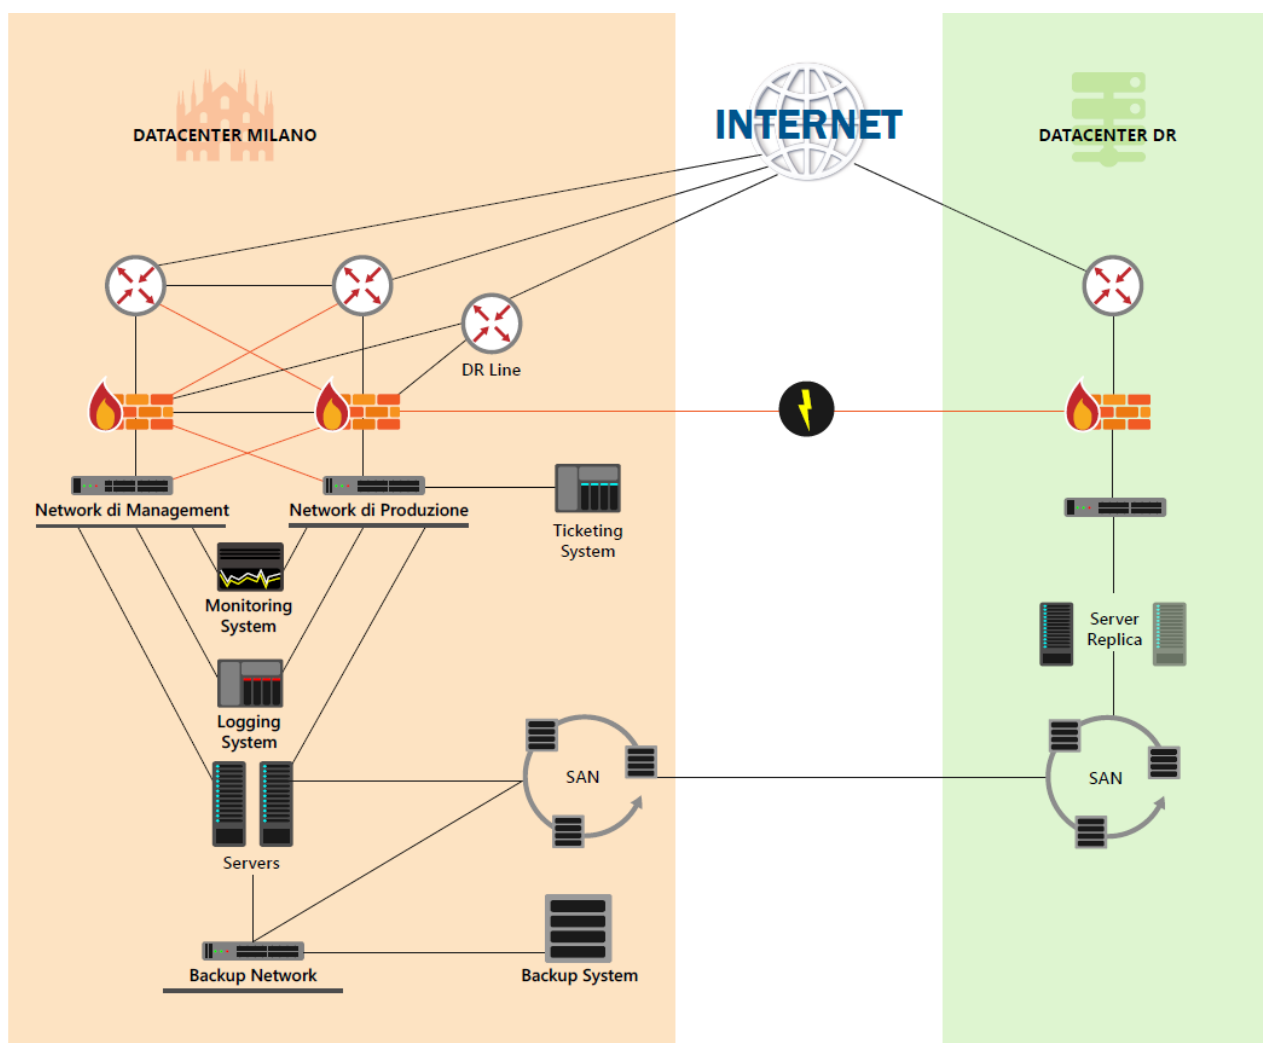 DATACENTER MILANO
INTERNET
DATACENTER DR
DR Line
Network di Management
Network di Produzione
Ticketing
System
Monitoring
System
Server
Replica
Logging
System
SAN
SAN
Servers
Backup Network
Backup System